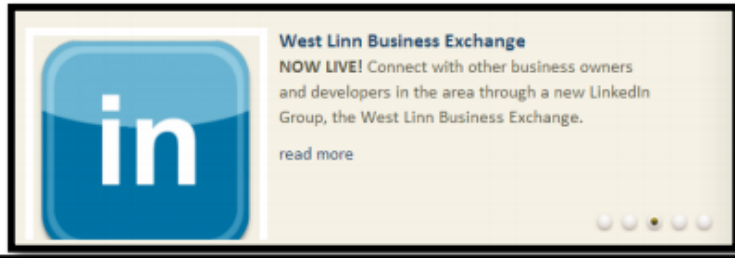 in
West Linn Business Exchange
NOW LIVE! Connect with other business owners
and developers in the area through a new LinkedIn
Group, the West Linn Business Exchange.
read more